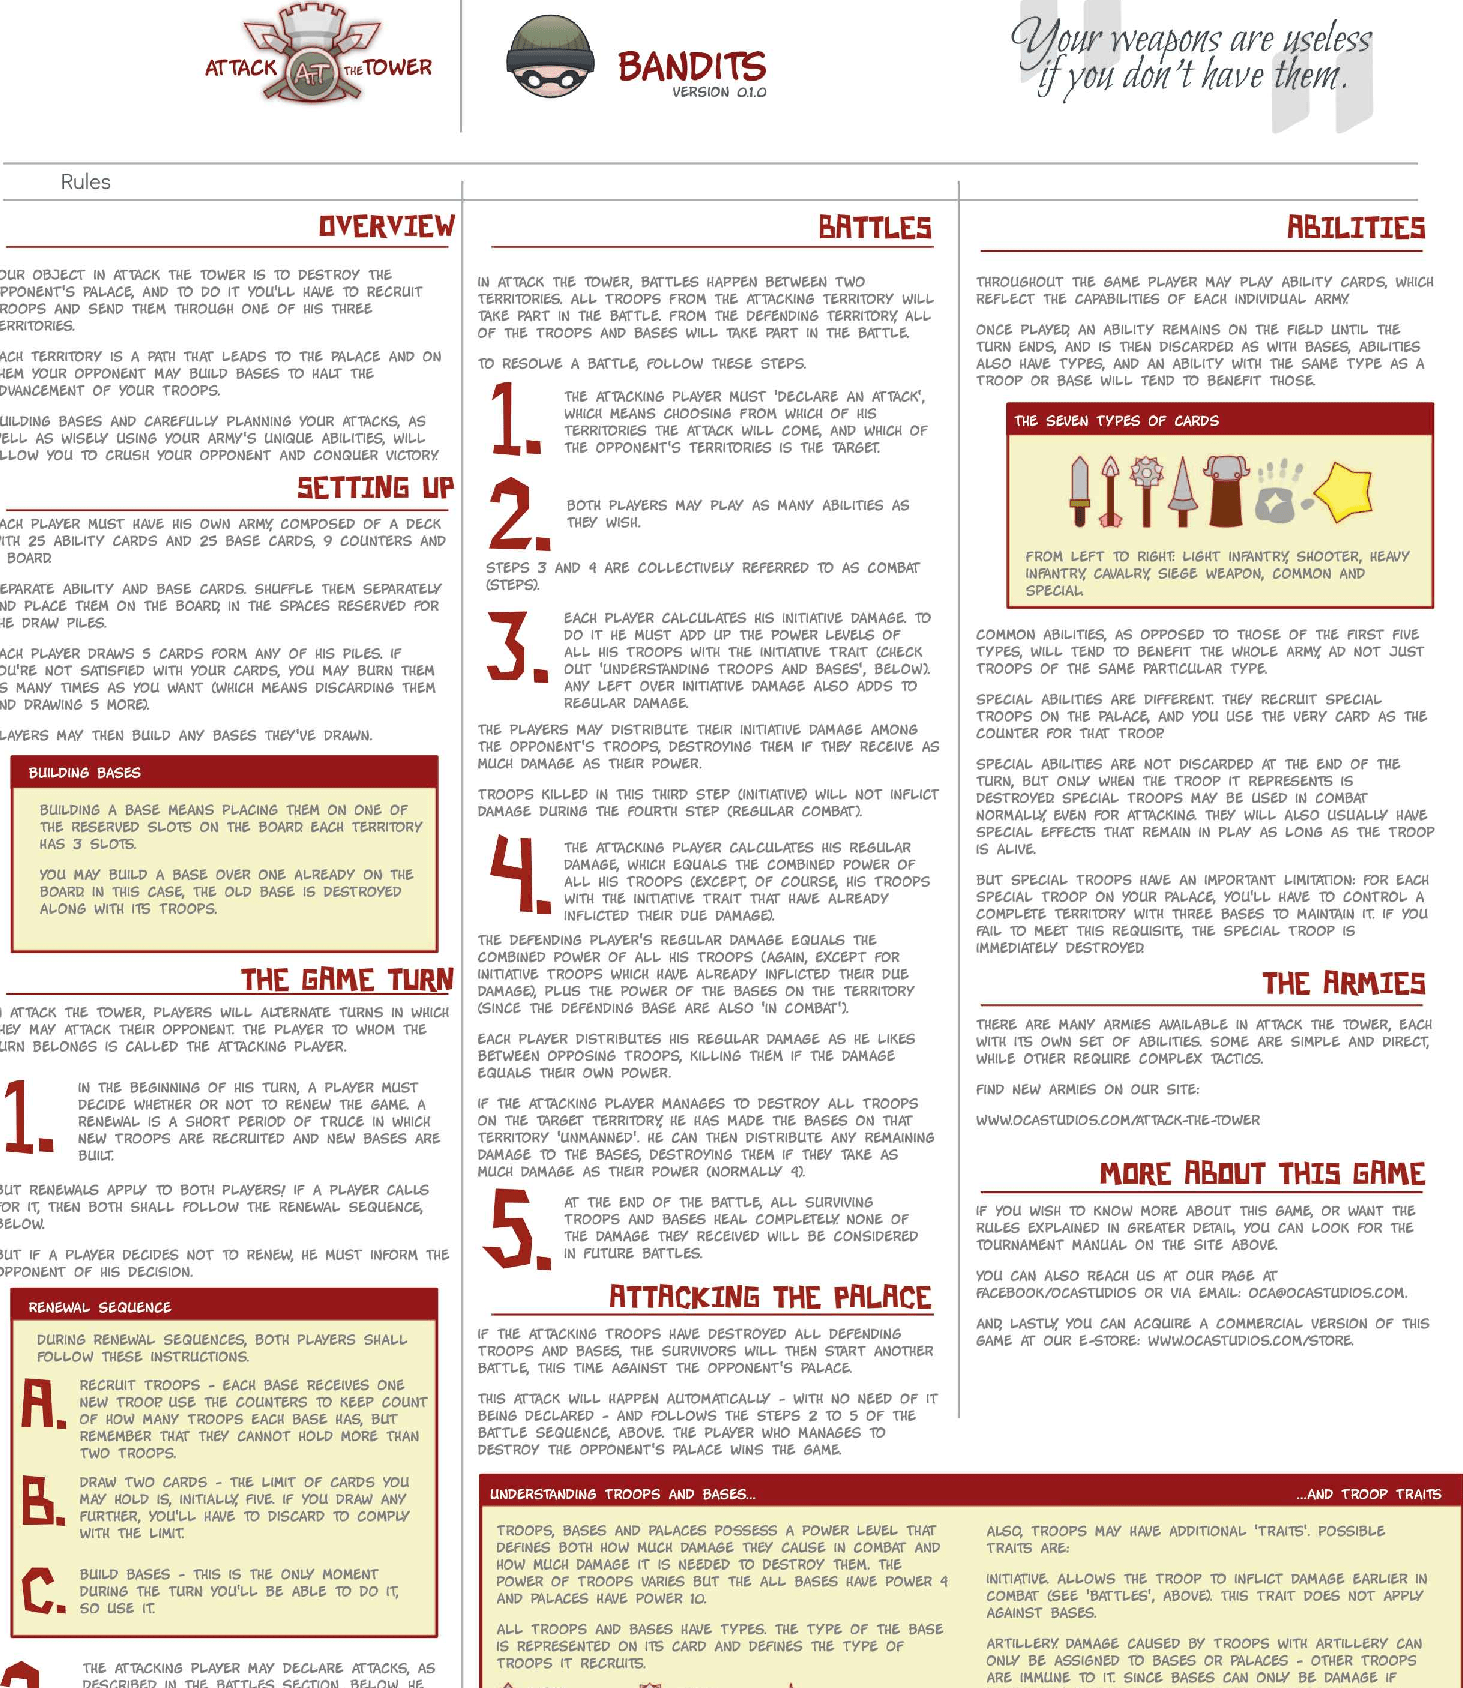 ATTACK THE TOWER
ATT
BANDITS
VERSION 0.1.0
Your weapons are useless
if you don't have them.
Rules
OVERVIEW
OUR OBJECT IN ATTACK THE TOWER IS TO DESTROY THE
PPONENT'S PALACE, AND TO DO IT YOU'LL HAVE TO RECRUIT
ROOPS AND SEND THEM THROUGH ONE OF HIS THREE
ERRITORIES.
ACH TERRITORY IS A PATH THAT LEADS TO THE PALACE AND ON
HEM YOUR OPPONENT MAY BUILD BASES TO HALT THE
DVANCEMENT OF YOUR TROOPS.
UILDING BASES AND CAREFULLY PLANNING YOUR ATTACKS, AS
ELL AS WISELY USING YOUR ARMY'S UNIQUE ABILITIES, WILL
LLOW YOU TO CRUSH YOUR OPPONENT AND CONQUER VICTORY.
SETTING UP
ACH PLAYER MUST HAVE HIS OWN ARMY, COMPOSED OF A DECK
ITH 25 ABILITY CARDS AND 25 BASE CARDS, 9 COUNTERS AND
BOARD.
EPARATE ABILITY AND BASE CARDS. SHUFFLE THEM SEPARATELY
ND PLACE THEM ON THE BOARD, IN THE SPACES RESERVED FOR
HE DRAW PILES.
ACH PLAYER DRAWS 5 CARDS FORM ANY OF HIS PILES. IF
OU'RE NOT SATISFIED WITH YOUR CARDS, YOU MAY BURN THEM
S MANY TIMES AS YOU WANT (WHICH MEANS DISCARDING THEM
ND DRAWING 5 MORE).
LAYERS MAY THEN BUILD ANY BASES THEY'VE DRAWN.
BUILDING BASES
BUILDING A BASE MEANS PLACING THEM ON ONE OF
THE RESERVED SLOTS ON THE BOARD. EACH TERRITORY
HAS 3 SLOTS.
YOU MAY BUILD A BASE OVER ONE ALREADY ON THE
BOARD. IN THIS CASE, THE OLD BASE IS DESTROYED
ALONG WITH ITS TROOPS.
THE GAME TURN
ATTACK THE TOWER, PLAYERS WILL ALTERNATE TURNS IN WHICH
HEY MAY ATTACK THEIR OPPONENT. THE PLAYER TO WHOM THE
URN BELONGS IS CALLED THE ATTACKING PLAYER.
1.
IN THE BEGINNING OF HIS TURN, A PLAYER MUST
DECIDE WHETHER OR NOT TO RENEW THE GAME. A
RENEWAL IS A SHORT PERIOD OF TRUCE IN WHICH
NEW TROOPS ARE RECRUITED AND NEW BASES ARE
BUILT.
BUT RENEWALS APPLY TO BOTH PLAYERS! IF A PLAYER CALLS
FOR IT, THEN BOTH SHALL FOLLOW THE RENEWAL SEQUENCE,
BELOW.
BUT IF A PLAYER DECIDES NOT TO RENEW, HE MUST INFORM THE
OPPONENT OF HIS DECISION.
RENEWAL SEQUENCE
DURING RENEWAL SEQUENCES, BOTH PLAYERS SHALL
FOLLOW THESE INSTRUCTIONS.
A.
RECRUIT TROOPS - EACH BASE RECEIVES ONE
NEW TROOP. USE THE COUNTERS TO KEEP COUNT
OF HOW MANY TROOPS EACH BASE HAS, BUT
REMEMBER THAT THEY CANNOT HOLD MORE THAN
TWO TROOPS.
B.
DRAW TWO CARDS - THE LIMIT OF CARDS YOU
MAY HOLD IS, INITIALLY, FIVE. IF YOU DRAW ANY
FURTHER, YOU'LL HAVE TO DISCARD TO COMPLY
WITH THE LIMIT.
C.
BUILD BASES - THIS IS THE ONLY MOMENT
DURING THE TURN YOU'LL BE ABLE TO DO IT,
SO USE IT.
THE ATTACKING PLAYER MAY DECLARE ATTACKS, AS
DESCRIBED IN THE BATTLES SECTION, BELOW. HE
BATTLES
IN ATTACK THE TOWER, BATTLES HAPPEN BETWEEN TWO
TERRITORIES. ALL TROOPS FROM THE ATTACKING TERRITORY WILL
TAKE PART IN THE BATTLE. FROM THE DEFENDING TERRITORY, ALL
OF THE TROOPS AND BASES WILL TAKE PART IN THE BATTLE.
TO RESOLVE A BATTLE, FOLLOW THESE STEPS.
1.
THE ATTACKING PLAYER MUST 'DECLARE AN ATTACK',
WHICH MEANS CHOOSING FROM WHICH OF HIS
TERRITORIES THE ATTACK WILL COME, AND WHICH OF
THE OPPONENT'S TERRITORIES IS THE TARGET.
2.
BOTH PLAYERS MAY PLAY AS MANY ABILITIES AS
THEY WISH.
STEPS 3 AND 4 ARE COLLECTIVELY REFERRED TO AS COMBAT
(STEPS).
3.
EACH PLAYER CALCULATES HIS INITIATIVE DAMAGE. TO
DO IT HE MUST ADD UP THE POWER LEVELS OF
ALL HIS TROOPS WITH THE INITIATIVE TRAIT (CHECK
OUT 'UNDERSTANDING TROOPS AND BASES', BELOW).
ANY LEFT OVER INITIATIVE DAMAGE ALSO ADDS TO
REGULAR DAMAGE.
THE PLAYERS MAY DISTRIBUTE THEIR INITIATIVE DAMAGE AMONG
THE OPPONENT'S TROOPS, DESTROYING THEM IF THEY RECEIVE AS
MUCH DAMAGE AS THEIR POWER.
TROOPS KILLED IN THIS THIRD STEP (INITIATIVE) WILL NOT INFLICT
DAMAGE DURING THE FOURTH STEP (REGULAR COMBAT).
4.
THE ATTACKING PLAYER CALCULATES HIS REGULAR
DAMAGE, WHICH EQUALS THE COMBINED POWER OF
ALL HIS TROOPS (EXCEPT, OF COURSE, HIS TROOPS
WITH THE INITIATIVE TRAIT THAT HAVE ALREADY
INFLICTED THEIR DUE DAMAGE).
THE DEFENDING PLAYER'S REGULAR DAMAGE EQUALS THE
COMBINED POWER OF ALL HIS TROOPS (AGAIN, EXCEPT FOR
INITIATIVE TROOPS WHICH HAVE ALREADY INFLICTED THEIR DUE
DAMAGE), PLUS THE POWER OF THE BASES ON THE TERRITORY
(SINCE THE DEFENDING BASE ARE ALSO 'IN COMBAT').
EACH PLAYER DISTRIBUTES HIS REGULAR DAMAGE AS HE LIKES
BETWEEN OPPOSING TROOPS, KILLING THEM IF THE DAMAGE
EQUALS THEIR OWN POWER.
IF THE ATTACKING PLAYER MANAGES TO DESTROY ALL TROOPS
ON THE TARGET TERRITORY, HE HAS MADE THE BASES ON THAT
TERRITORY 'UNMANNED'. HE CAN THEN DISTRIBUTE ANY REMAINING
DAMAGE TO THE BASES, DESTROYING THEM IF THEY TAKE AS
MUCH DAMAGE AS THEIR POWER (NORMALLY 4).
5.
AT THE END OF THE BATTLE, ALL SURVIVING
TROOPS AND BASES HEAL COMPLETELY. NONE OF
THE DAMAGE THEY RECEIVED WILL BE CONSIDERED
IN FUTURE BATTLES.
ATTACKING THE PALACE
IF THE ATTACKING TROOPS HAVE DESTROYED ALL DEFENDING
TROOPS AND BASES, THE SURVIVORS WILL THEN START ANOTHER
BATTLE, THIS TIME AGAINST THE OPPONENT'S PALACE.
THIS ATTACK WILL HAPPEN AUTOMATICALLY - WITH NO NEED OF IT
BEING DECLARED - AND FOLLOWS THE STEPS 2 TO 5 OF THE
BATTLE SEQUENCE, ABOVE. THE PLAYER WHO MANAGES TO
DESTROY THE OPPONENT'S PALACE WINS THE GAME.
ABILITIES
THROUGHOUT THE GAME PLAYER MAY PLAY ABILITY CARDS, WHICH
REFLECT THE CAPABILITIES OF EACH INDIVIDUAL ARMY.
ONCE PLAYED, AN ABILITY REMAINS ON THE FIELD UNTIL THE
TURN ENDS, AND IS THEN DISCARDED. AS WITH BASES, ABILITIES
ALSO HAVE TYPES, AND AN ABILITY WITH THE SAME TYPE AS A
TROOP OR BASE WILL TEND TO BENEFIT THOSE.
THE SEVEN TYPES OF CARDS
FROM LEFT TO RIGHT: LIGHT INFANTRY, SHOOTER, HEAVY
INFANTRY, CAVALRY, SIEGE WEAPON, COMMON AND
SPECIAL.
COMMON ABILITIES, AS OPPOSED TO THOSE OF THE FIRST FIVE
TYPES, WILL TEND TO BENEFIT THE WHOLE ARMY, AD NOT JUST
TROOPS OF THE SAME PARTICULAR TYPE.
SPECIAL ABILITIES ARE DIFFERENT. THEY RECRUIT SPECIAL
TROOPS ON THE PALACE, AND YOU USE THE VERY CARD AS THE
COUNTER FOR THAT TROOP.
SPECIAL ABILITIES ARE NOT DISCARDED AT THE END OF THE
TURN, BUT ONLY WHEN THE TROOP IT REPRESENTS IS
DESTROYED. SPECIAL TROOPS MAY BE USED IN COMBAT
NORMALLY, EVEN FOR ATTACKING. THEY WILL ALSO USUALLY HAVE
SPECIAL EFFECTS THAT REMAIN IN PLAY AS LONG AS THE TROOP
IS ALIVE.
BUT SPECIAL TROOPS HAVE AN IMPORTANT LIMITATION: FOR EACH
SPECIAL TROOP ON YOUR PALACE, YOU'LL HAVE TO CONTROL A
COMPLETE TERRITORY WITH THREE BASES TO MAINTAIN IT. IF YOU
FAIL TO MEET THIS REQUISITE, THE SPECIAL TROOP IS
IMMEDIATELY DESTROYED.
THE ARMIES
THERE ARE MANY ARMIES AVAILABLE IN ATTACK THE TOWER, EACH
WITH ITS OWN SET OF ABILITIES. SOME ARE SIMPLE AND DIRECT,
WHILE OTHER REQUIRE COMPLEX TACTICS.
FIND NEW ARMIES ON OUR SITE:
WWW.OCASTUDIOS.COM/ATTACK-THE-TOWER
MORE ABOUT THIS GAME
IF YOU WISH TO KNOW MORE ABOUT THIS GAME, OR WANT THE
RULES EXPLAINED IN GREATER DETAIL, YOU CAN LOOK FOR THE
TOURNAMENT MANUAL ON THE SITE ABOVE.
YOU CAN ALSO REACH US AT OUR PAGE AT
FACEBOOK/OCASTUDIOS OR VIA EMAIL: OCA@OCASTUDIOS.COM.
AND, LASTLY, YOU CAN ACQUIRE A COMMERCIAL VERSION OF THIS
GAME AT OUR E-STORE: WWW.OCASTUDIOS.COM/STORE.
UNDERSTANDING TROOPS AND BASES...
TROOPS, BASES AND PALACES POSSESS A POWER LEVEL THAT
DEFINES BOTH HOW MUCH DAMAGE THEY CAUSE IN COMBAT AND
HOW MUCH DAMAGE IT IS NEEDED TO DESTROY THEM. THE
POWER OF TROOPS VARIES BUT THE ALL BASES HAVE POWER 4
AND PALACES HAVE POWER 10.
ALL TROOPS AND BASES HAVE TYPES. THE TYPE OF THE BASE
IS REPRESENTED ON ITS CARD AND DEFINES THE TYPE OF
TROOPS IT RECRUITS.
...AND TROOP TRAITS
ALSO, TROOPS MAY HAVE ADDITIONAL 'TRAITS'. POSSIBLE
TRAITS ARE:
INITIATIVE. ALLOWS THE TROOP TO INFLICT DAMAGE EARLIER IN
COMBAT (SEE 'BATTLES', ABOVE). THIS TRAIT DOES NOT APPLY
AGAINST BASES.
ARTILLERY. DAMAGE CAUSED BY TROOPS WITH ARTILLERY CAN
ONLY BE ASSIGNED TO BASES OR PALACES - OTHER TROOPS
ARE IMMUNE TO IT. SINCE BASES CAN ONLY BE DAMAGE IF